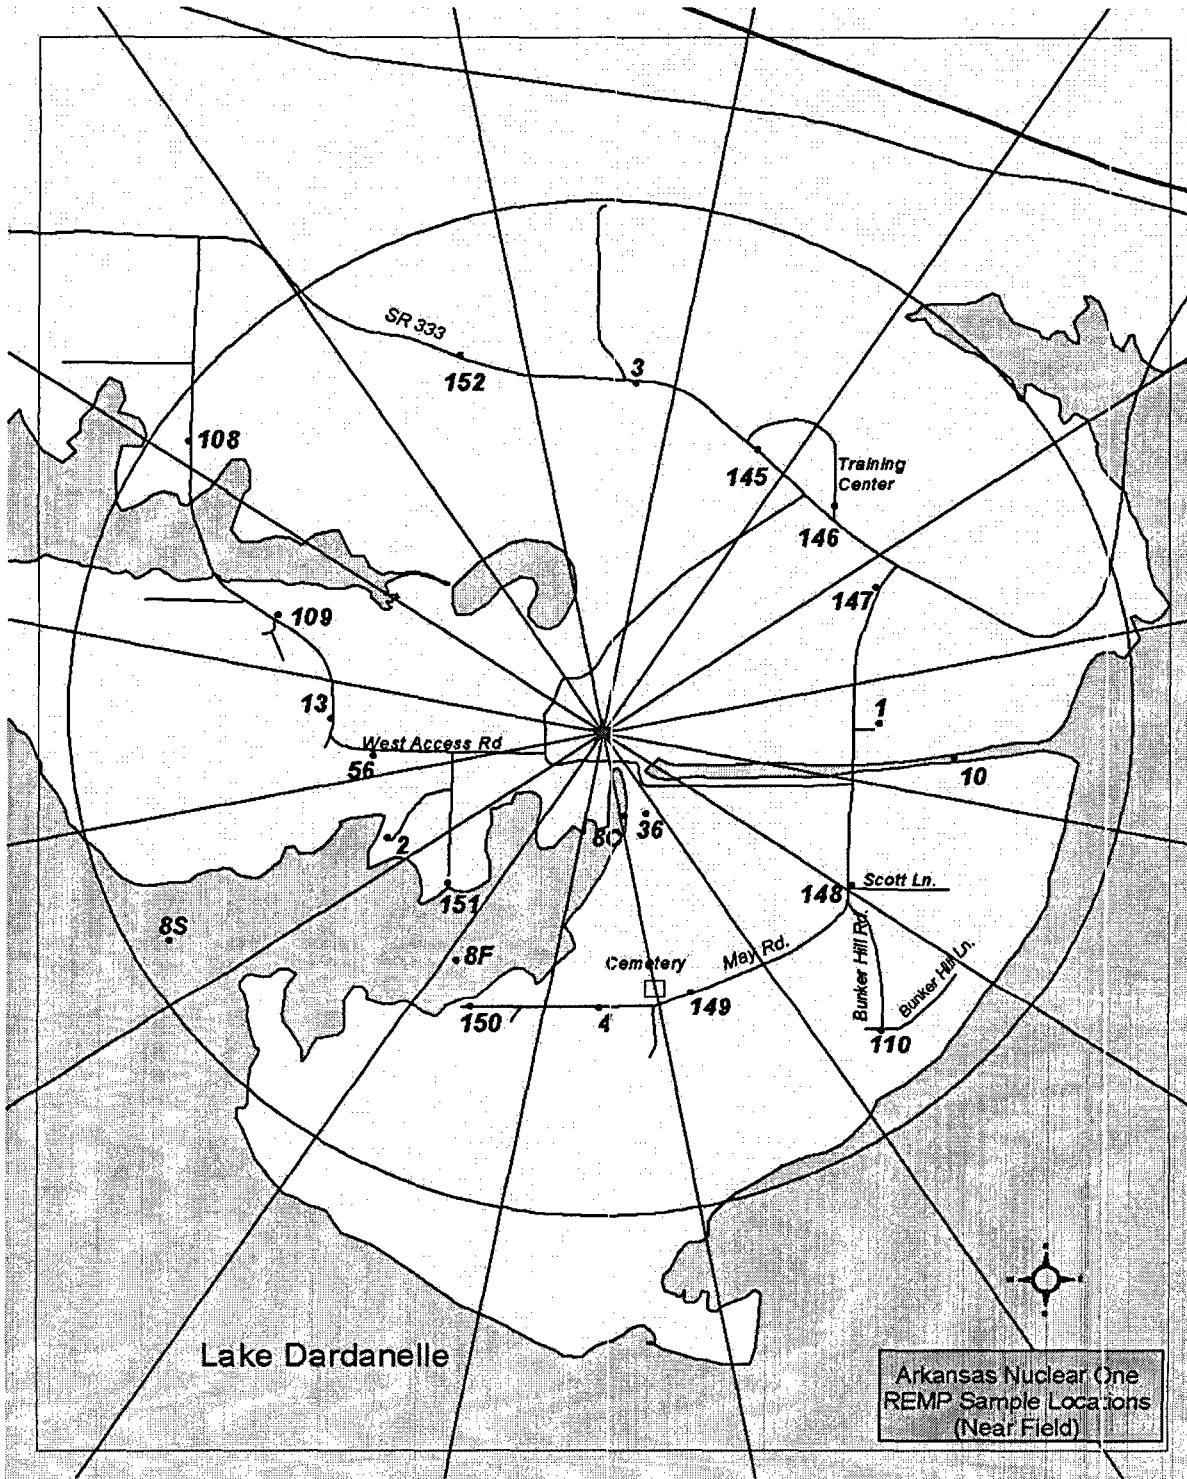 SR 333
152
3
108
145
Training
Center
146
147
109
13
1
West Access Rd
56
10
36
2
151
148
Scott Ln.
8S
8F
Cemetery
May Rd.
Bunker Hill Rd.
Bunker Hill Ln.
150
4
149
110
Lake Dardanelle
Arkansas Nuclear One
REMP Sample Locations
(Near Field)